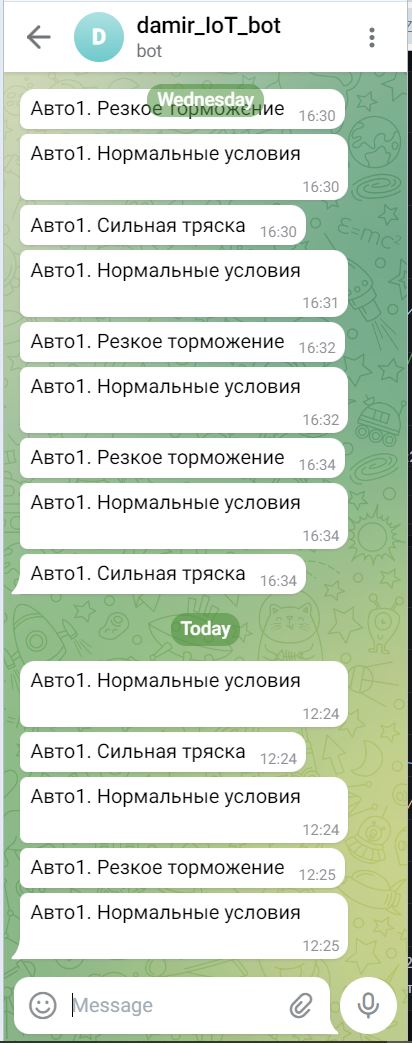 damir_IoT_bot
D
bot
Wednesday
Авто1. Резкое торможение 16:30
Авто1. Нормальные условия
16:30
Авто1. Сильная тряска 16:30
Авто1. Нормальные условия
16:31
Авто1. Резкое торможение 16:32
Авто1. Нормальные условия
16:32
Авто1. Резкое торможение 16:34
Авто1. Нормальные условия
16:34
Авто1. Сильная тряска 16:34
Today
Авто1. Нормальные условия
12:24
Авто1. Сильная тряска 12:24
Авто1. Нормальные условия
12:24
Авто1. Резкое торможение 12:25
Авто1. Нормальные условия
12:25
Message
E=mc²